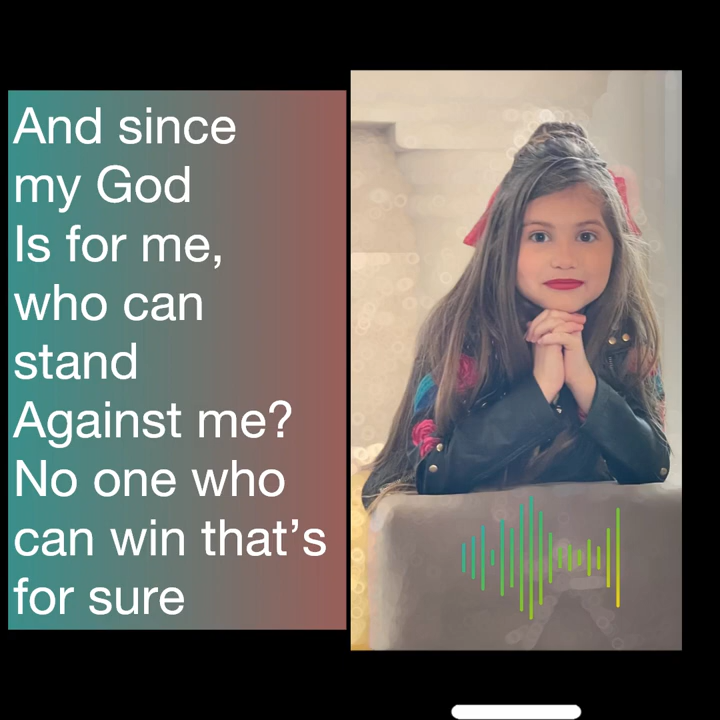 And since
my God
Is for me,
who can
stand
Against me?
No one who
can win that’s
for sure